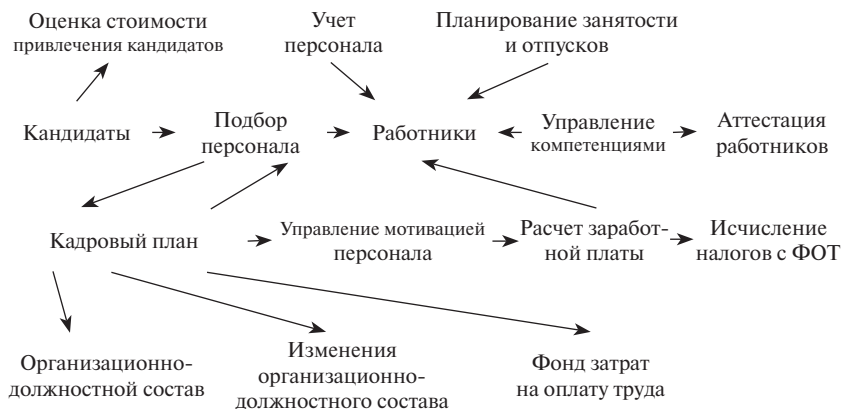 Оценка стоимости
привлечения кандидатов
Учет
персонала
Планирование занятости
и отпусков
Кандидаты
Подбор
персонала
Работники
Управление
компетенциями
Аттестация
работников
Кадровый план
Управление мотивацией
персонала
Расчет заработ-
ной платы
Исчисление
налогов с ФОТ
Организационно-
должностной состав
Изменения
организационно-
должностного состава
Фонд затрат
на оплату труда